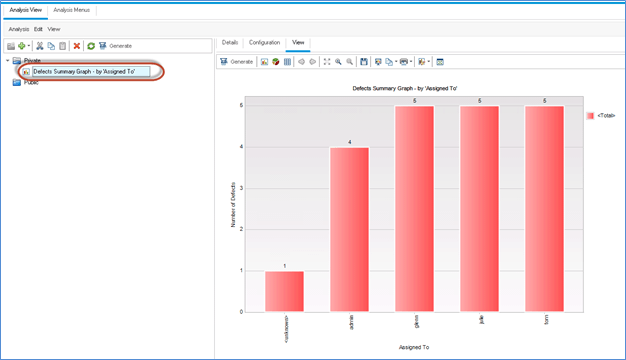 Analysis View Analysis Menus
Analysis Edit View
Generate
Private
Defects Summary Graph - by 'Assigned To'
Public
Details Configuration View
Generate
Defects Summary Graph - by 'Assigned To'
<Total>
Number of Defects
5
4
3
2
1
0
1
4
5
5
5
<unknown>
admin
julie
tom
Assigned To